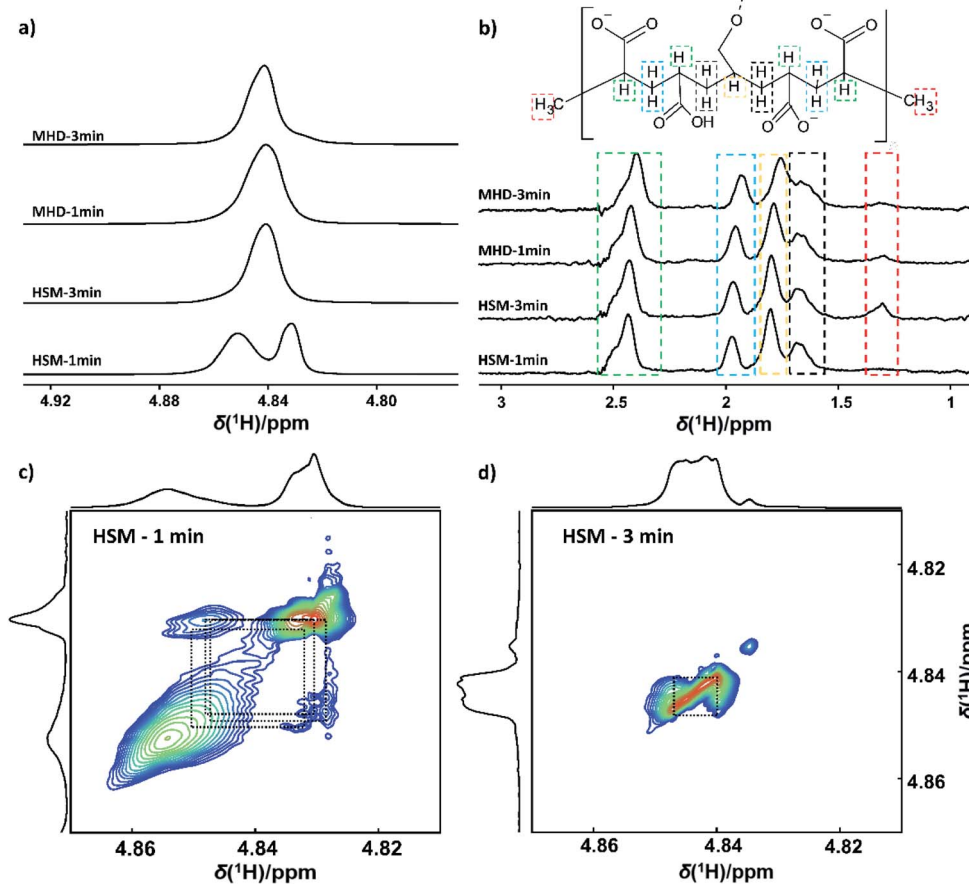 a)
MHD-3min
MHD-1min
HSM-3min
HSM-1min
4.92 4.88 4.84 4.80
δ(¹H)/ppm
b)
O⁻ O O O O⁻
H H H H H
H₃C H H H H H H CH₃
O OH O O⁻
MHD-3min
MHD-1min
HSM-3min
HSM-1min
3 2.5 2 1.5 1
δ(¹H)/ppm
c)
HSM - 1 min
4.86 4.84 4.82
δ(¹H)/ppm
d)
HSM - 3 min
4.82
4.84
4.86
δ(¹H)/ppm
4.86 4.84 4.82
δ(¹H)/ppm